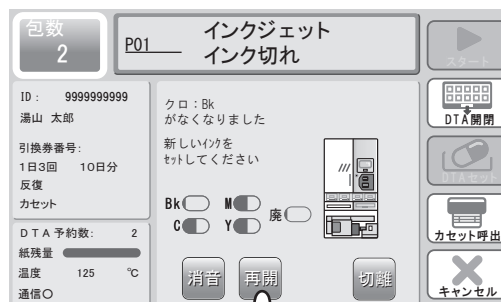 包数
2
P01
インクジェット
インク切れ
スタート
ID： 9999999999
湯山 太郎
引換券番号：
1日3回 10日分
反復
カセット
クロ：Bk
がなくなりました
新しいｲﾝｸを
ｾｯﾄしてください
DTA開閉
DTAセット
Bk M
C Y 廃
カセット呼出
DTA予約数： 2
紙残量
温度 125 ℃
通信〇
消音 再開 切離
キャンセル